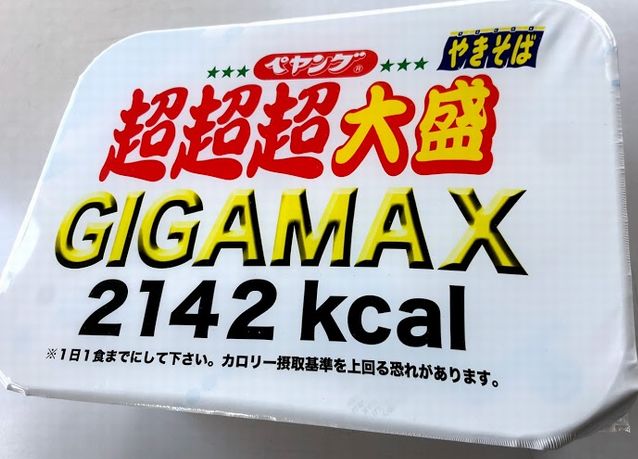 ★★★ ペヤング® ★★★ やきそば
超超超大盛
GIGAMAX
2142 kcal
※1日1食までにして下さい。カロリー摂取基準を上回る恐れがあります。